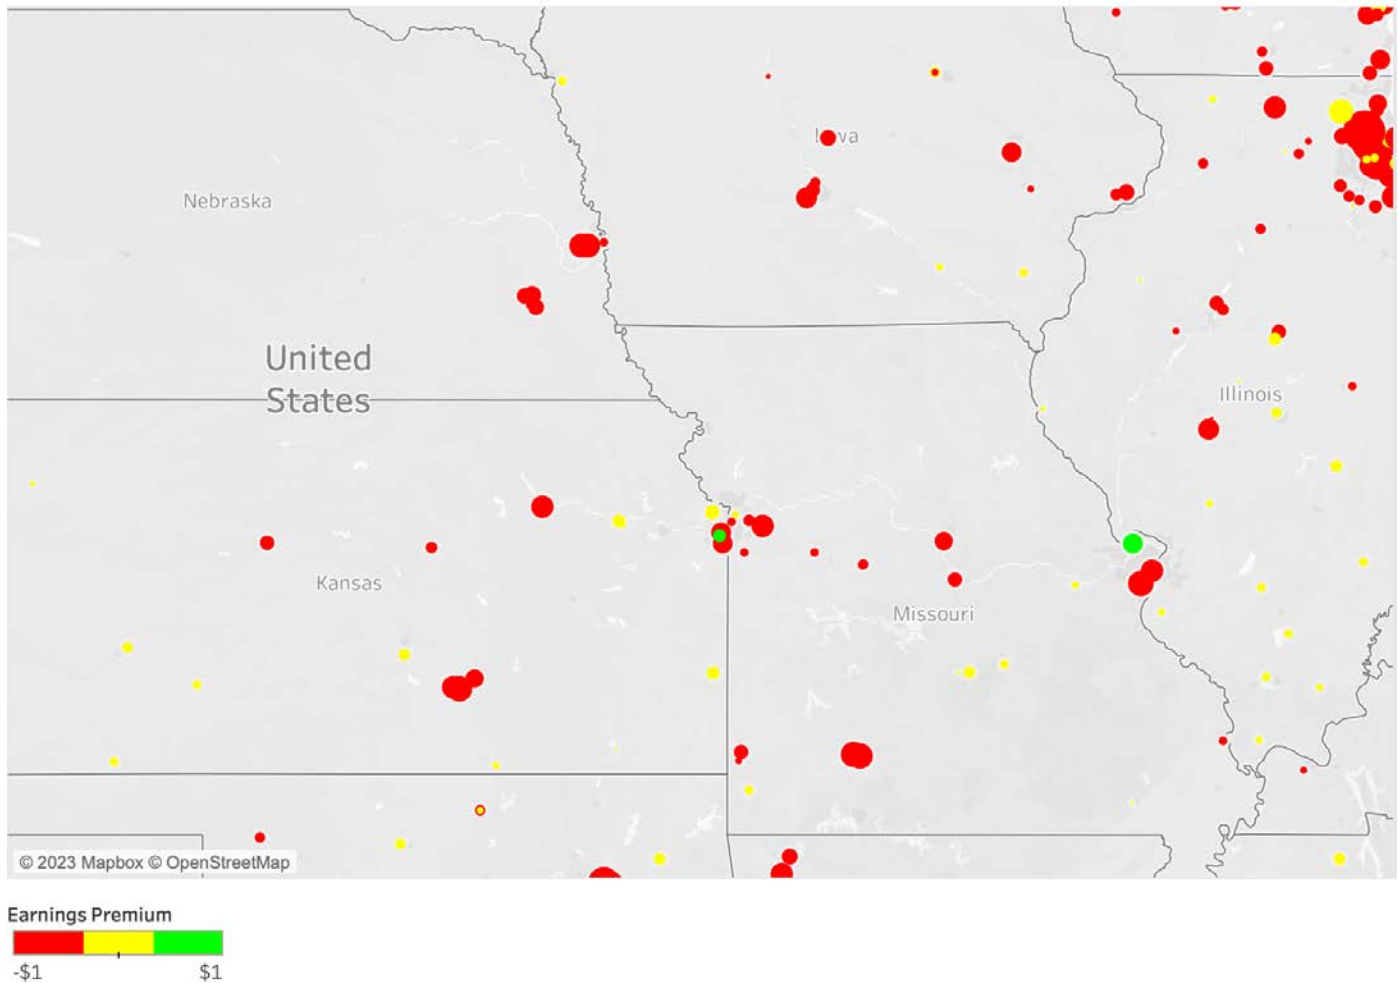 Iowa
Nebraska
United
States
Illinois
Kansas
Missouri
© 2023 Mapbox © OpenStreetMap
Earnings Premium
-$1 $1